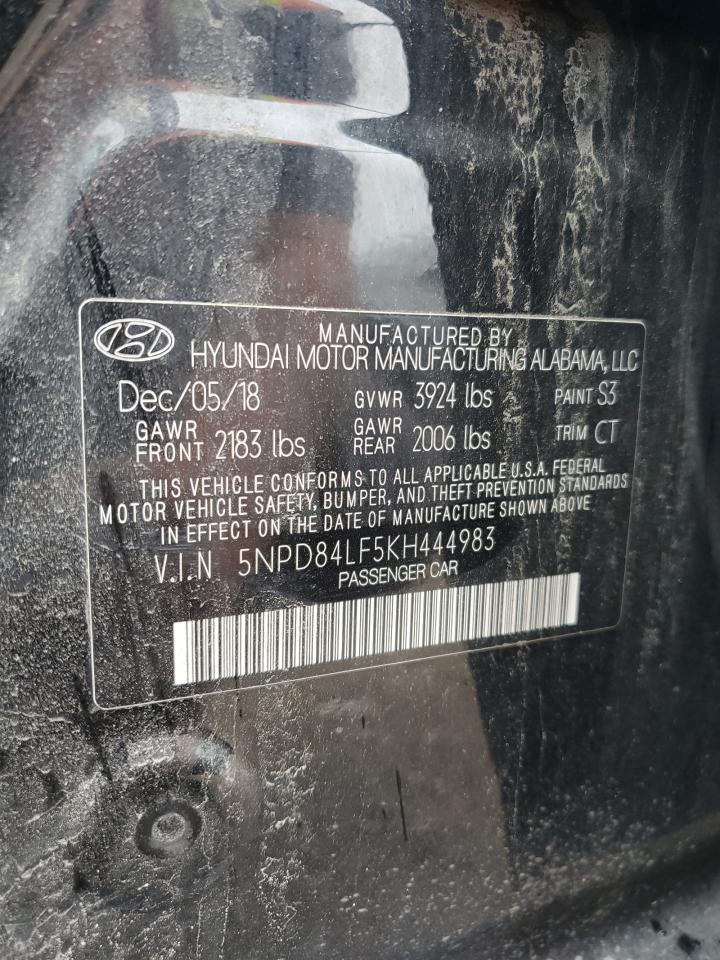 MANUFACTURED BY
HYUNDAI MOTOR MANUFACTURING ALABAMA, LLC
Dec/05/18 GVWR 3924 lbs PAINT S3
GAWR FRONT 2183 lbs GAWR REAR 2006 lbs TRIM CT
THIS VEHICLE CONFORMS TO ALL APPLICABLE U.S.A. FEDERAL
MOTOR VEHICLE SAFETY, BUMPER, AND THEFT PREVENTION STANDARDS
IN EFFECT ON THE DATE OF MANUFACTURE SHOWN ABOVE
V.I.N 5NPD84LF5KH444983
PASSENGER CAR